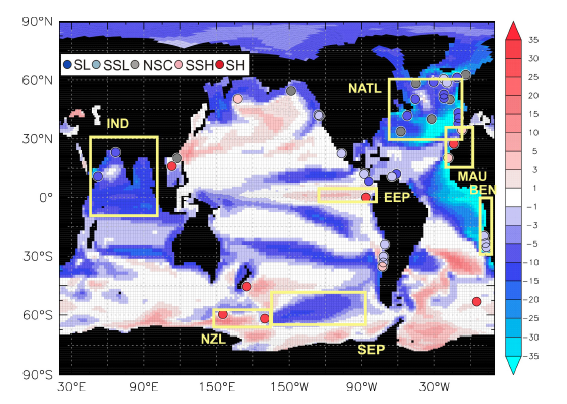 90°N
60°N
30°N
0°
30°S
60°S
90°S
30°E 90°E 150°E 150°W 90°W 30°W
SL SSL NSC SSH SH
NATL
IND
MAU
BEN
EEP
NZL
SEP
35
30
25
20
15
10
5
3
1
-1
-3
-5
-10
-15
-20
-25
-30
-35